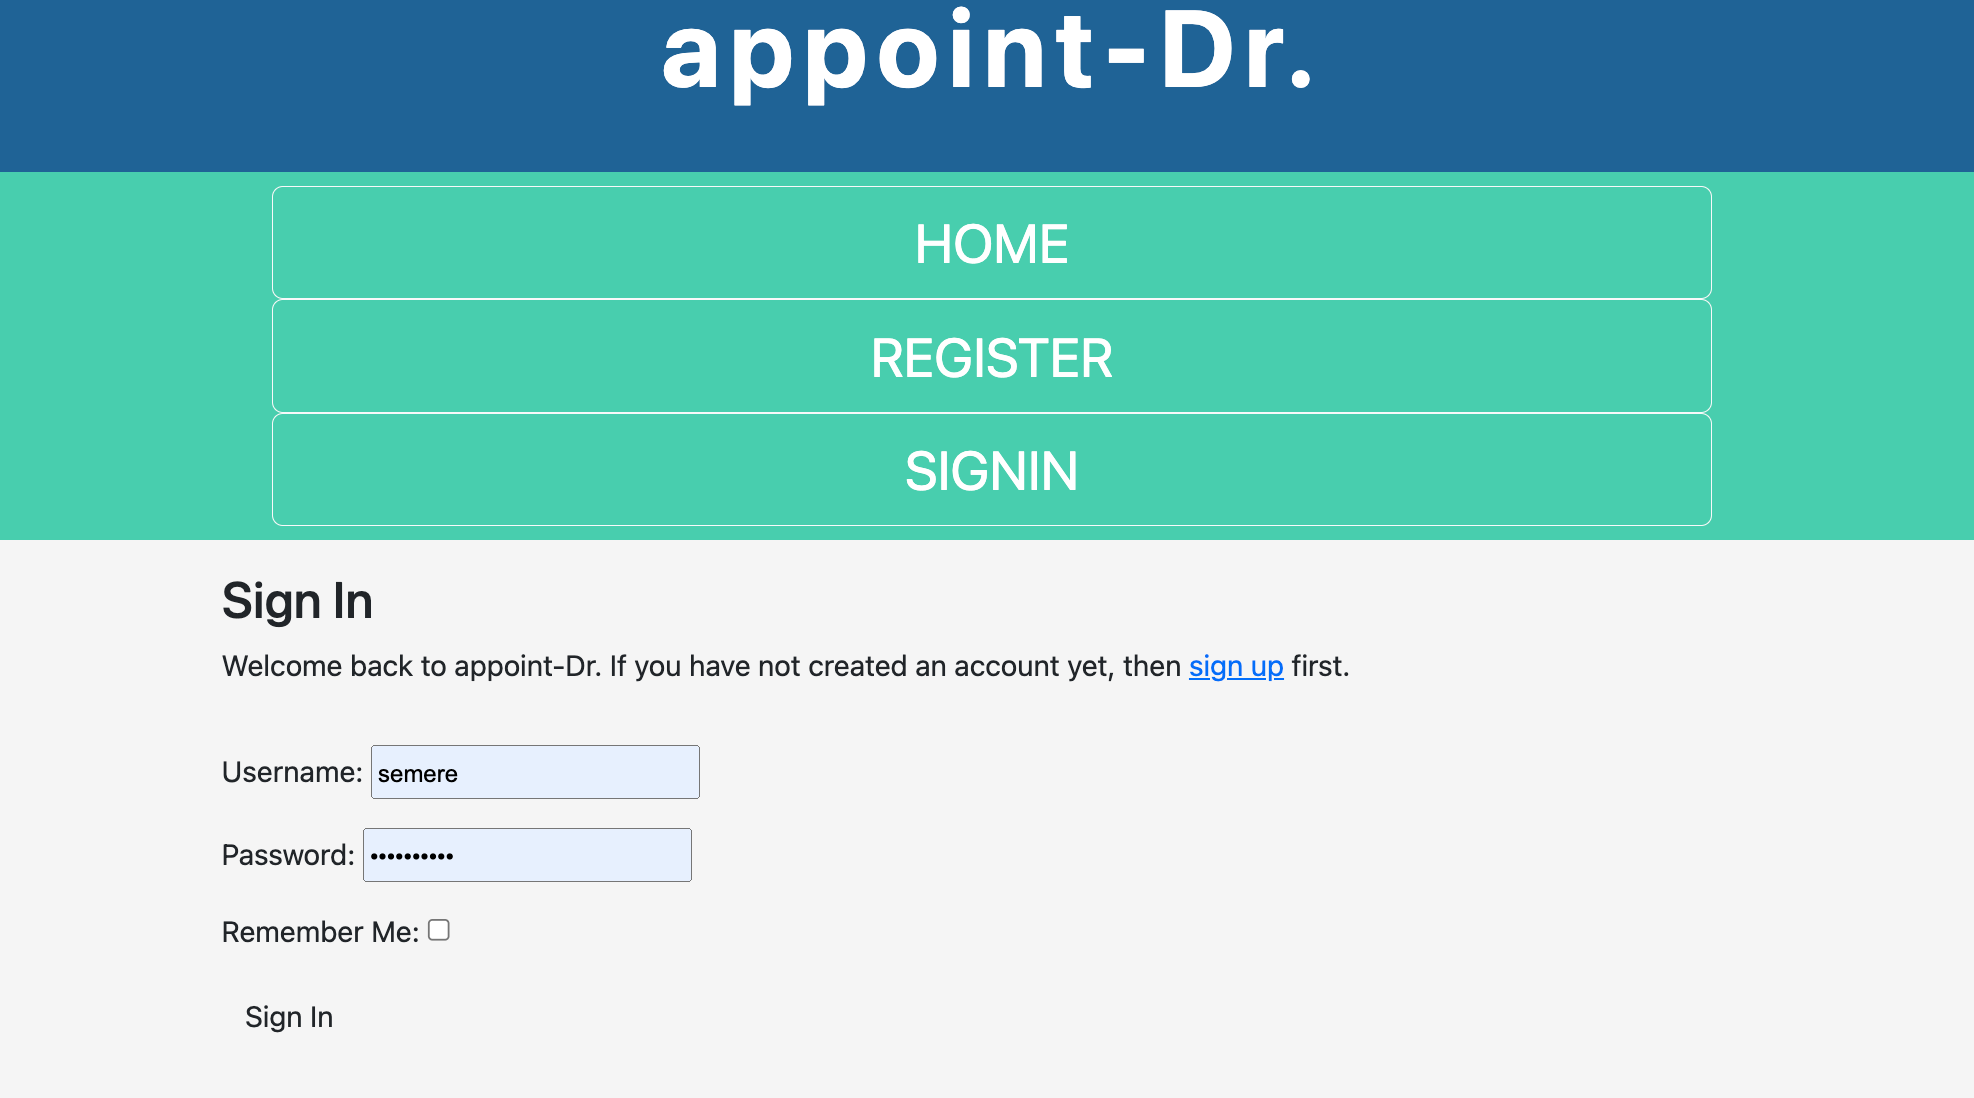 appoint-Dr.
HOME
REGISTER
SIGNIN
Sign In
Welcome back to appoint-Dr. If you have not created an account yet, then sign up first.
Username: semere
Password: ••••••••••
Remember Me:
Sign In